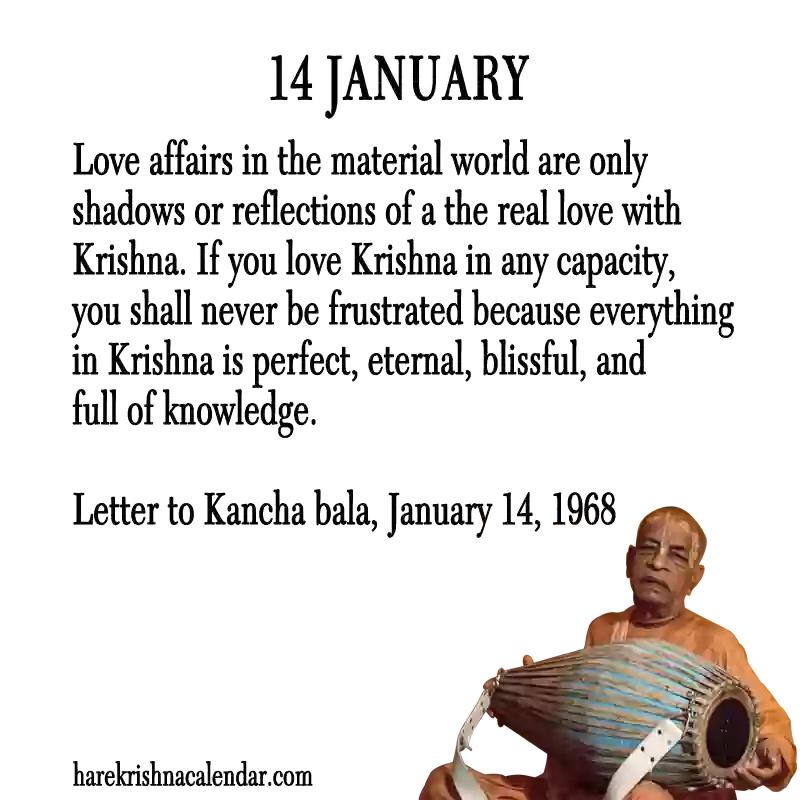 14 JANUARY
Love affairs in the material world are only
shadows or reflections of a the real love with
Krishna. If you love Krishna in any capacity,
you shall never be frustrated because everything
in Krishna is perfect, eternal, blissful, and
full of knowledge.
Letter to Kancha bala, January 14, 1968
harekrishnacalendar.com